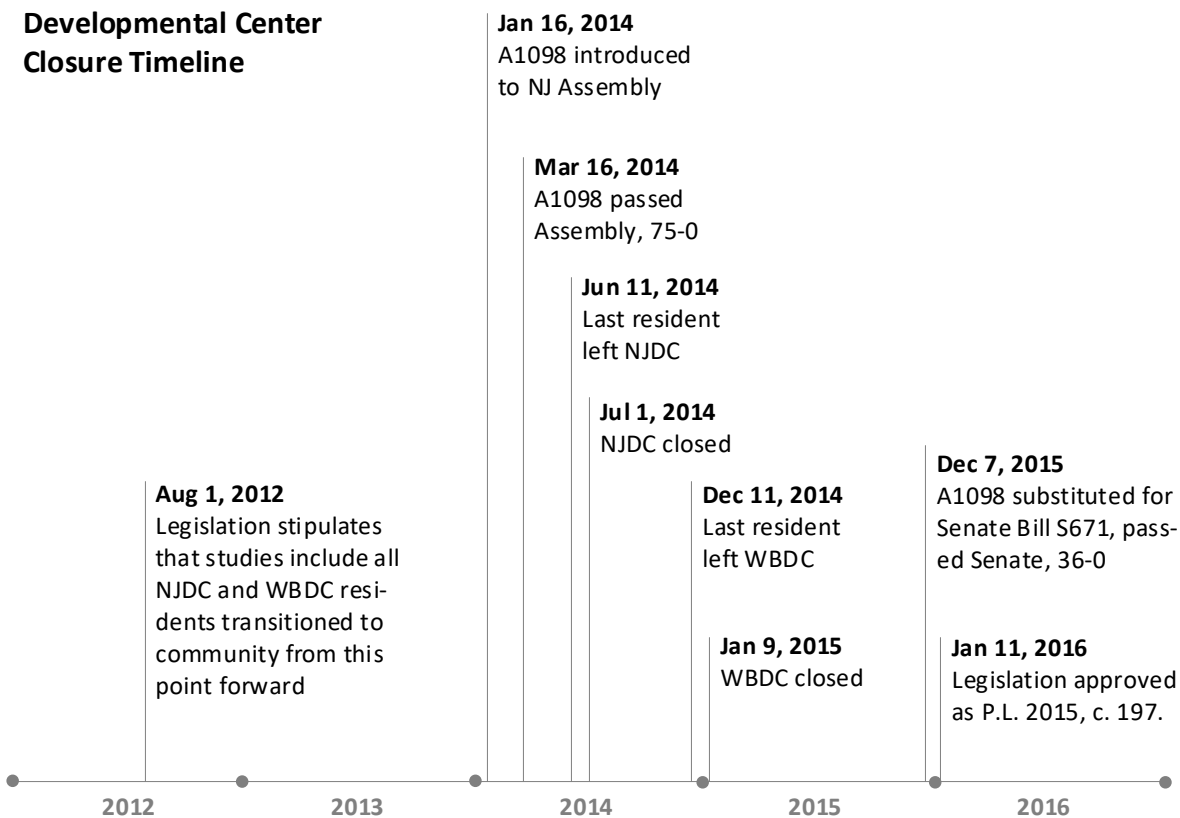 Developmental Center
Closure Timeline
Jan 16, 2014
A1098 introduced
to NJ Assembly
Mar 16, 2014
A1098 passed
Assembly, 75-0
Jun 11, 2014
Last resident
left NJDC
Jul 1, 2014
NJDC closed
Aug 1, 2012
Legislation stipulates
that studies include all
NJDC and WBDC resi-
dents transitioned to
community from this
point forward
Dec 11, 2014
Last resident
left WBDC
Jan 9, 2015
WBDC closed
Dec 7, 2015
A1098 substituted for
Senate Bill S671, pass-
ed Senate, 36-0
Jan 11, 2016
Legislation approved
as P.L. 2015, c. 197.
2012
2013
2014
2015
2016